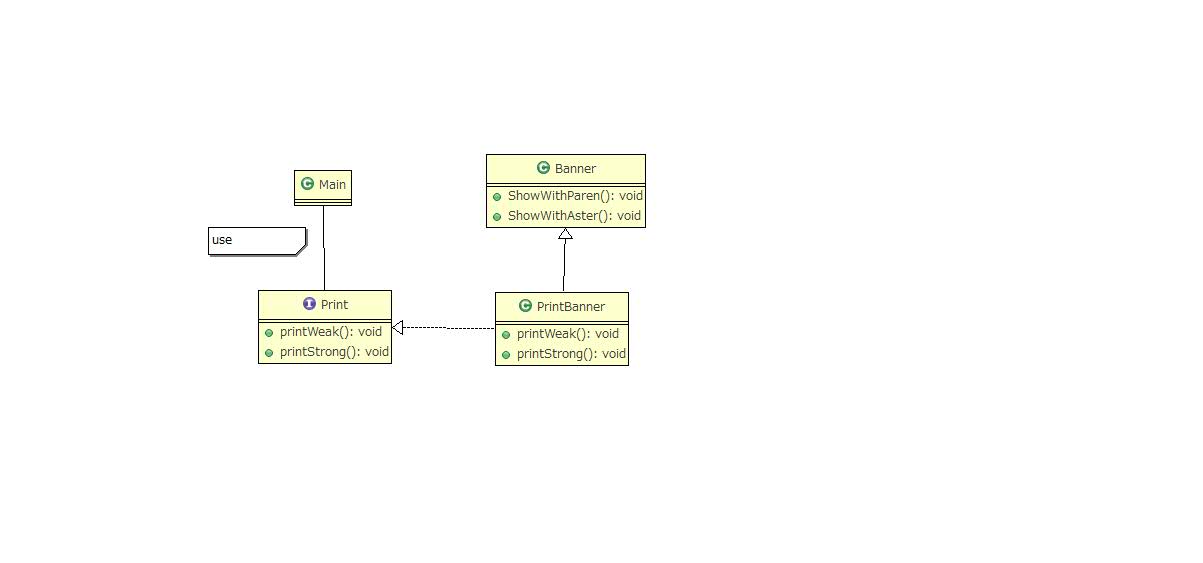 Main
use
Print
printWeak(): void
printStrong(): void
Banner
ShowWithParen(): void
ShowWithAster(): void
PrintBanner
printWeak(): void
printStrong(): void